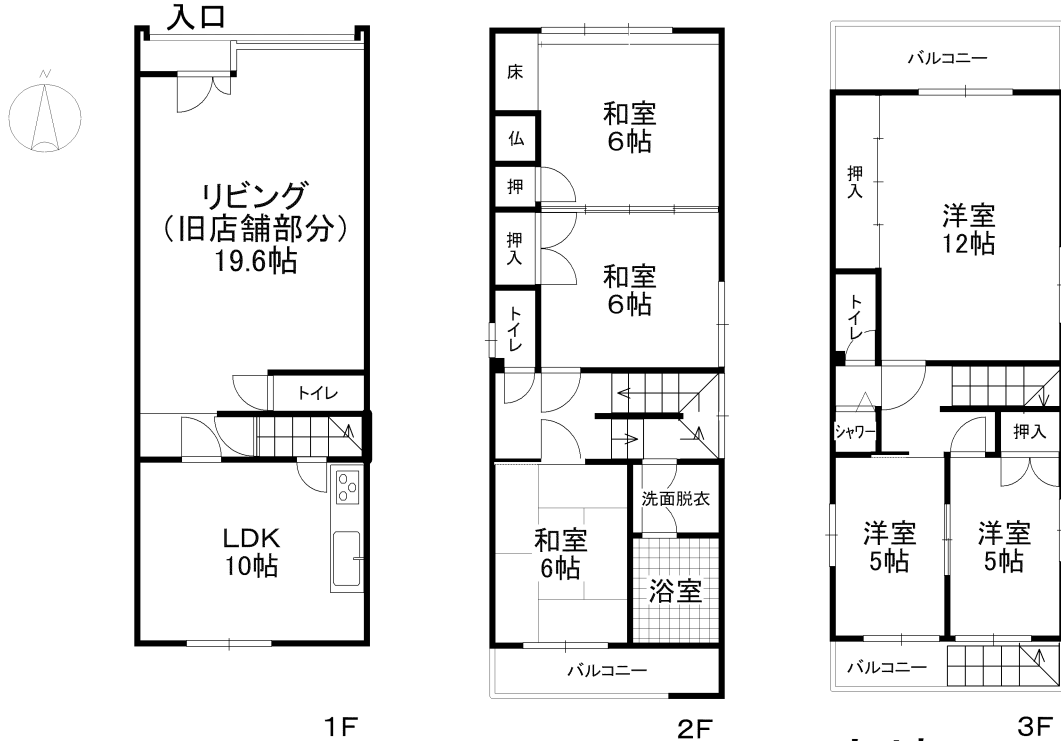 入口
N
リビング
（旧店舗部分）
19.6帖
トイレ
LDK
10帖
1F
床
仏
押
押入
トイレ
和室
6帖
和室
6帖
和室
6帖
洗面脱衣
浴室
バルコニー
2F
バルコニー
押入
洋室
12帖
トイレ
シャワー
押入
洋室
5帖
洋室
5帖
バルコニー
3F